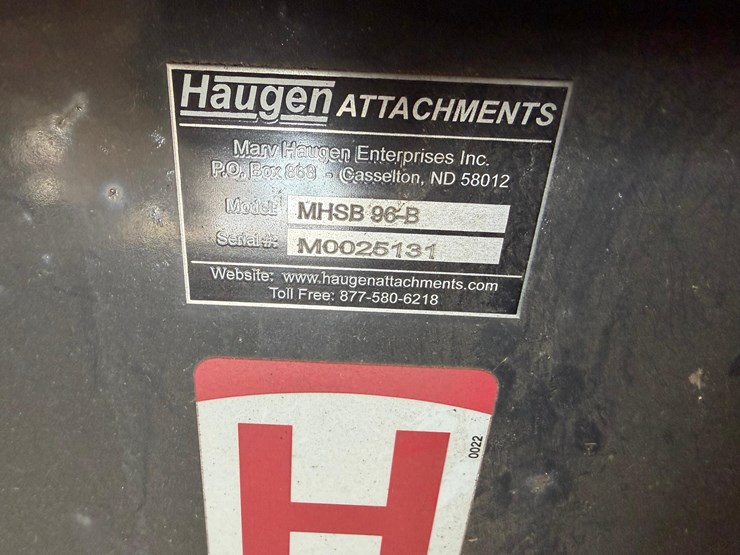 Haugen ATTACHMENTS
Marv Haugen Enterprises Inc.
P.O. Box 868 - Casselton, ND 58012
Model: MHSB 96-B
Serial #: M0025131
Website: www.haugenattachments.com
Toll Free: 877-580-6218
H
0022